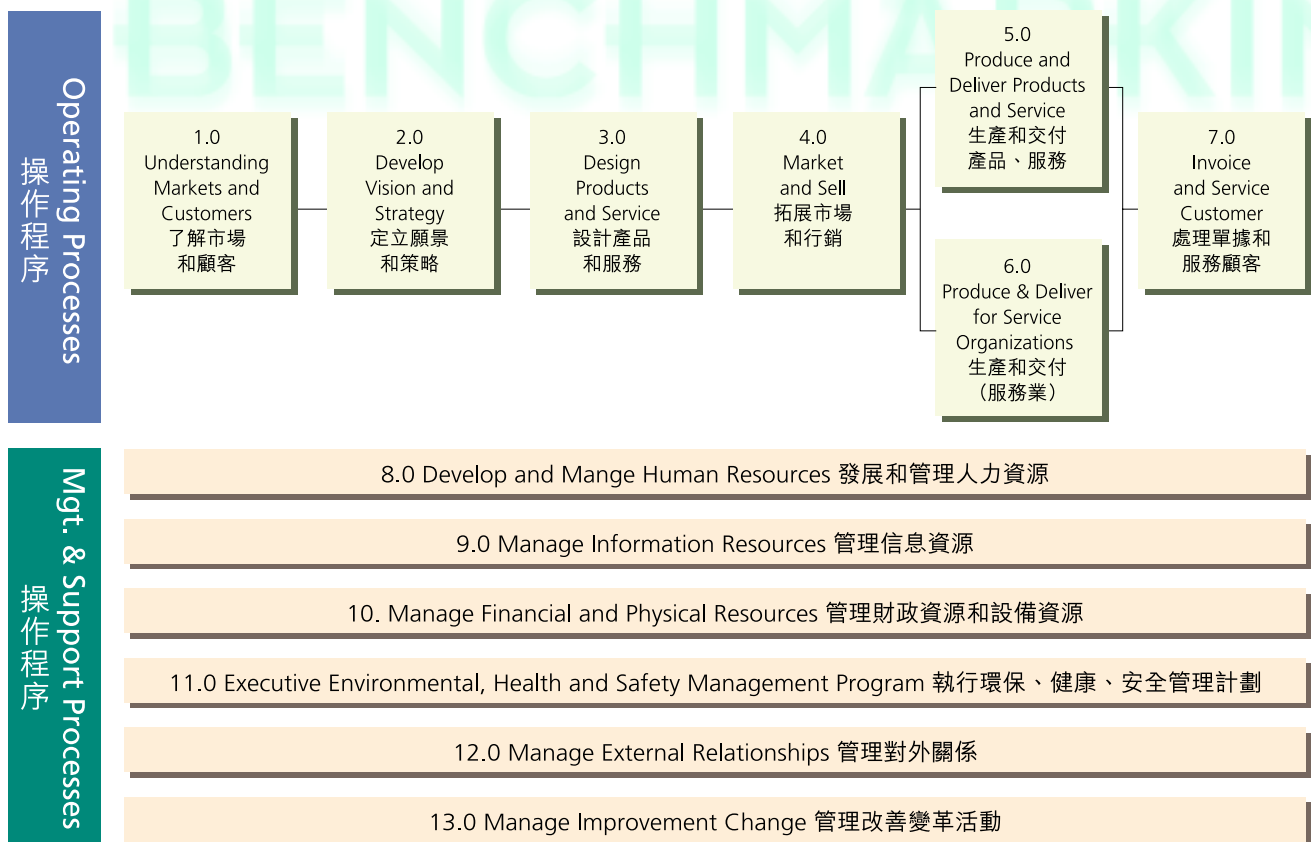 BENCHMARKIN
Operating Processes
操作程序
1.0
Understanding
Markets and
Customers
了解市場
和顧客
2.0
Develop
Vision and
Strategy
定立願景
和策略
3.0
Design
Products
and Service
設計產品
和服務
4.0
Market
and Sell
拓展市場
和行銷
5.0
Produce and
Deliver Products
and Service
生產和交付
產品、服務
6.0
Produce & Deliver
for Service
Organizations
生產和交付
（服務業）
7.0
Invoice
and Service
Customer
處理單據和
服務顧客
Mgt. & Support Processes
操作程序
8.0 Develop and Mange Human Resources 發展和管理人力資源
9.0 Manage Information Resources 管理信息資源
10. Manage Financial and Physical Resources 管理財政資源和設備資源
11.0 Executive Environmental, Health and Safety Management Program 執行環保、健康、安全管理計劃
12.0 Manage External Relationships 管理對外關係
13.0 Manage Improvement Change 管理改善變革活動